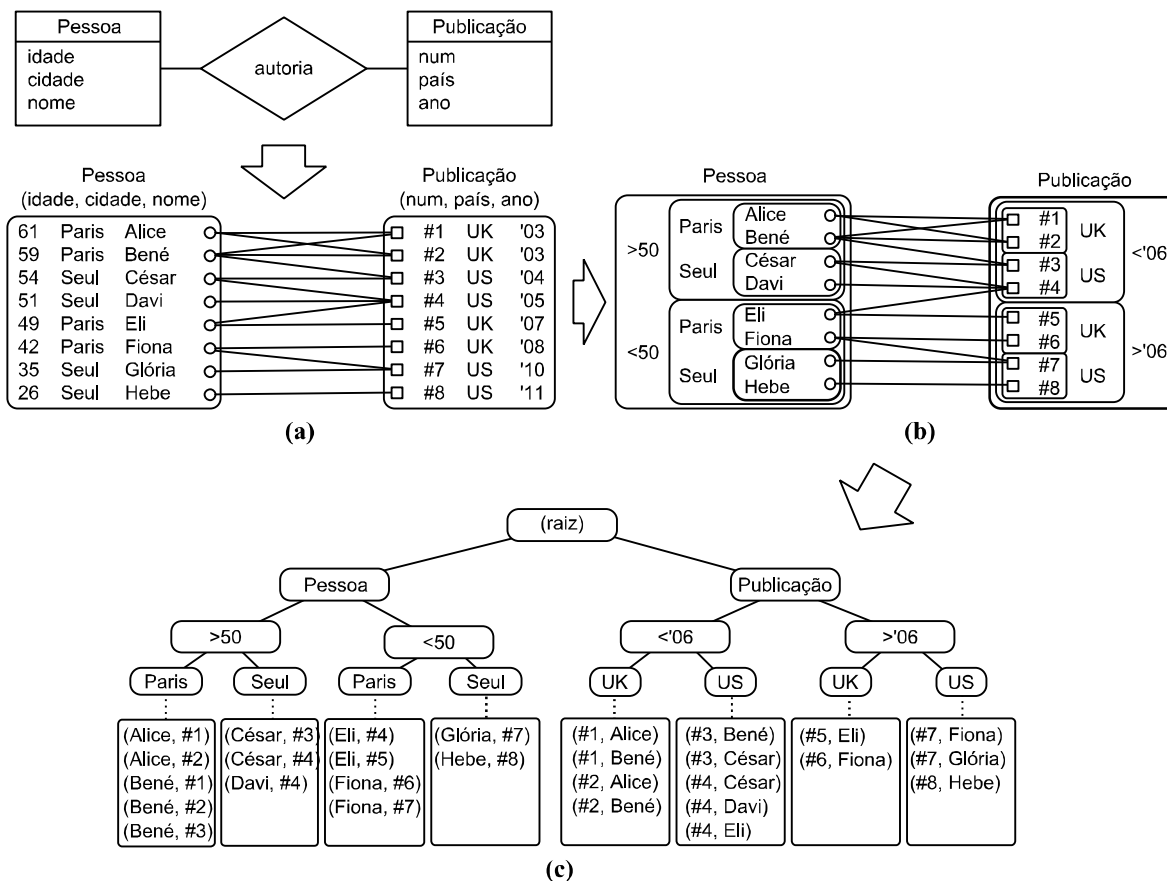 Pessoa
idade
cidade
nome
autoria
Publicação
num
país
ano
Pessoa
(idade, cidade, nome)
Publicação
(num, país, ano)
61 Paris Alice #1 UK '03
59 Paris Bené #2 UK '03
54 Seul César #3 US '04
51 Seul Davi #4 US '05
49 Paris Eli #5 UK '07
42 Paris Fiona #6 UK '08
35 Seul Glória #7 US '10
26 Seul Hebe #8 US '11
(a)
Pessoa
Publicação
>50
Paris
Alice
Bené
Seul
César
Davi
<50
Paris
Eli
Fiona
Seul
Glória
Hebe
#1
#2
UK
#3
#4
US
<'06
#5
#6
UK
#7
#8
US
>'06
(b)
(raiz)
Pessoa
Publicação
>50
<50
<'06
>'06
Paris
Seul
Paris
Seul
UK
US
UK
US
(Alice, #1)
(Alice, #2)
(Bené, #1)
(Bené, #2)
(Bené, #3)
(César, #3)
(César, #4)
(Davi, #4)
(Eli, #4)
(Eli, #5)
(Fiona, #6)
(Fiona, #7)
(Glória, #7)
(Hebe, #8)
(#1, Alice)
(#1, Bené)
(#2, Alice)
(#2, Bené)
(#3, Bené)
(#3, César)
(#4, César)
(#4, Davi)
(#4, Eli)
(#5, Eli)
(#6, Fiona)
(#7, Fiona)
(#7, Glória)
(#8, Hebe)
(c)